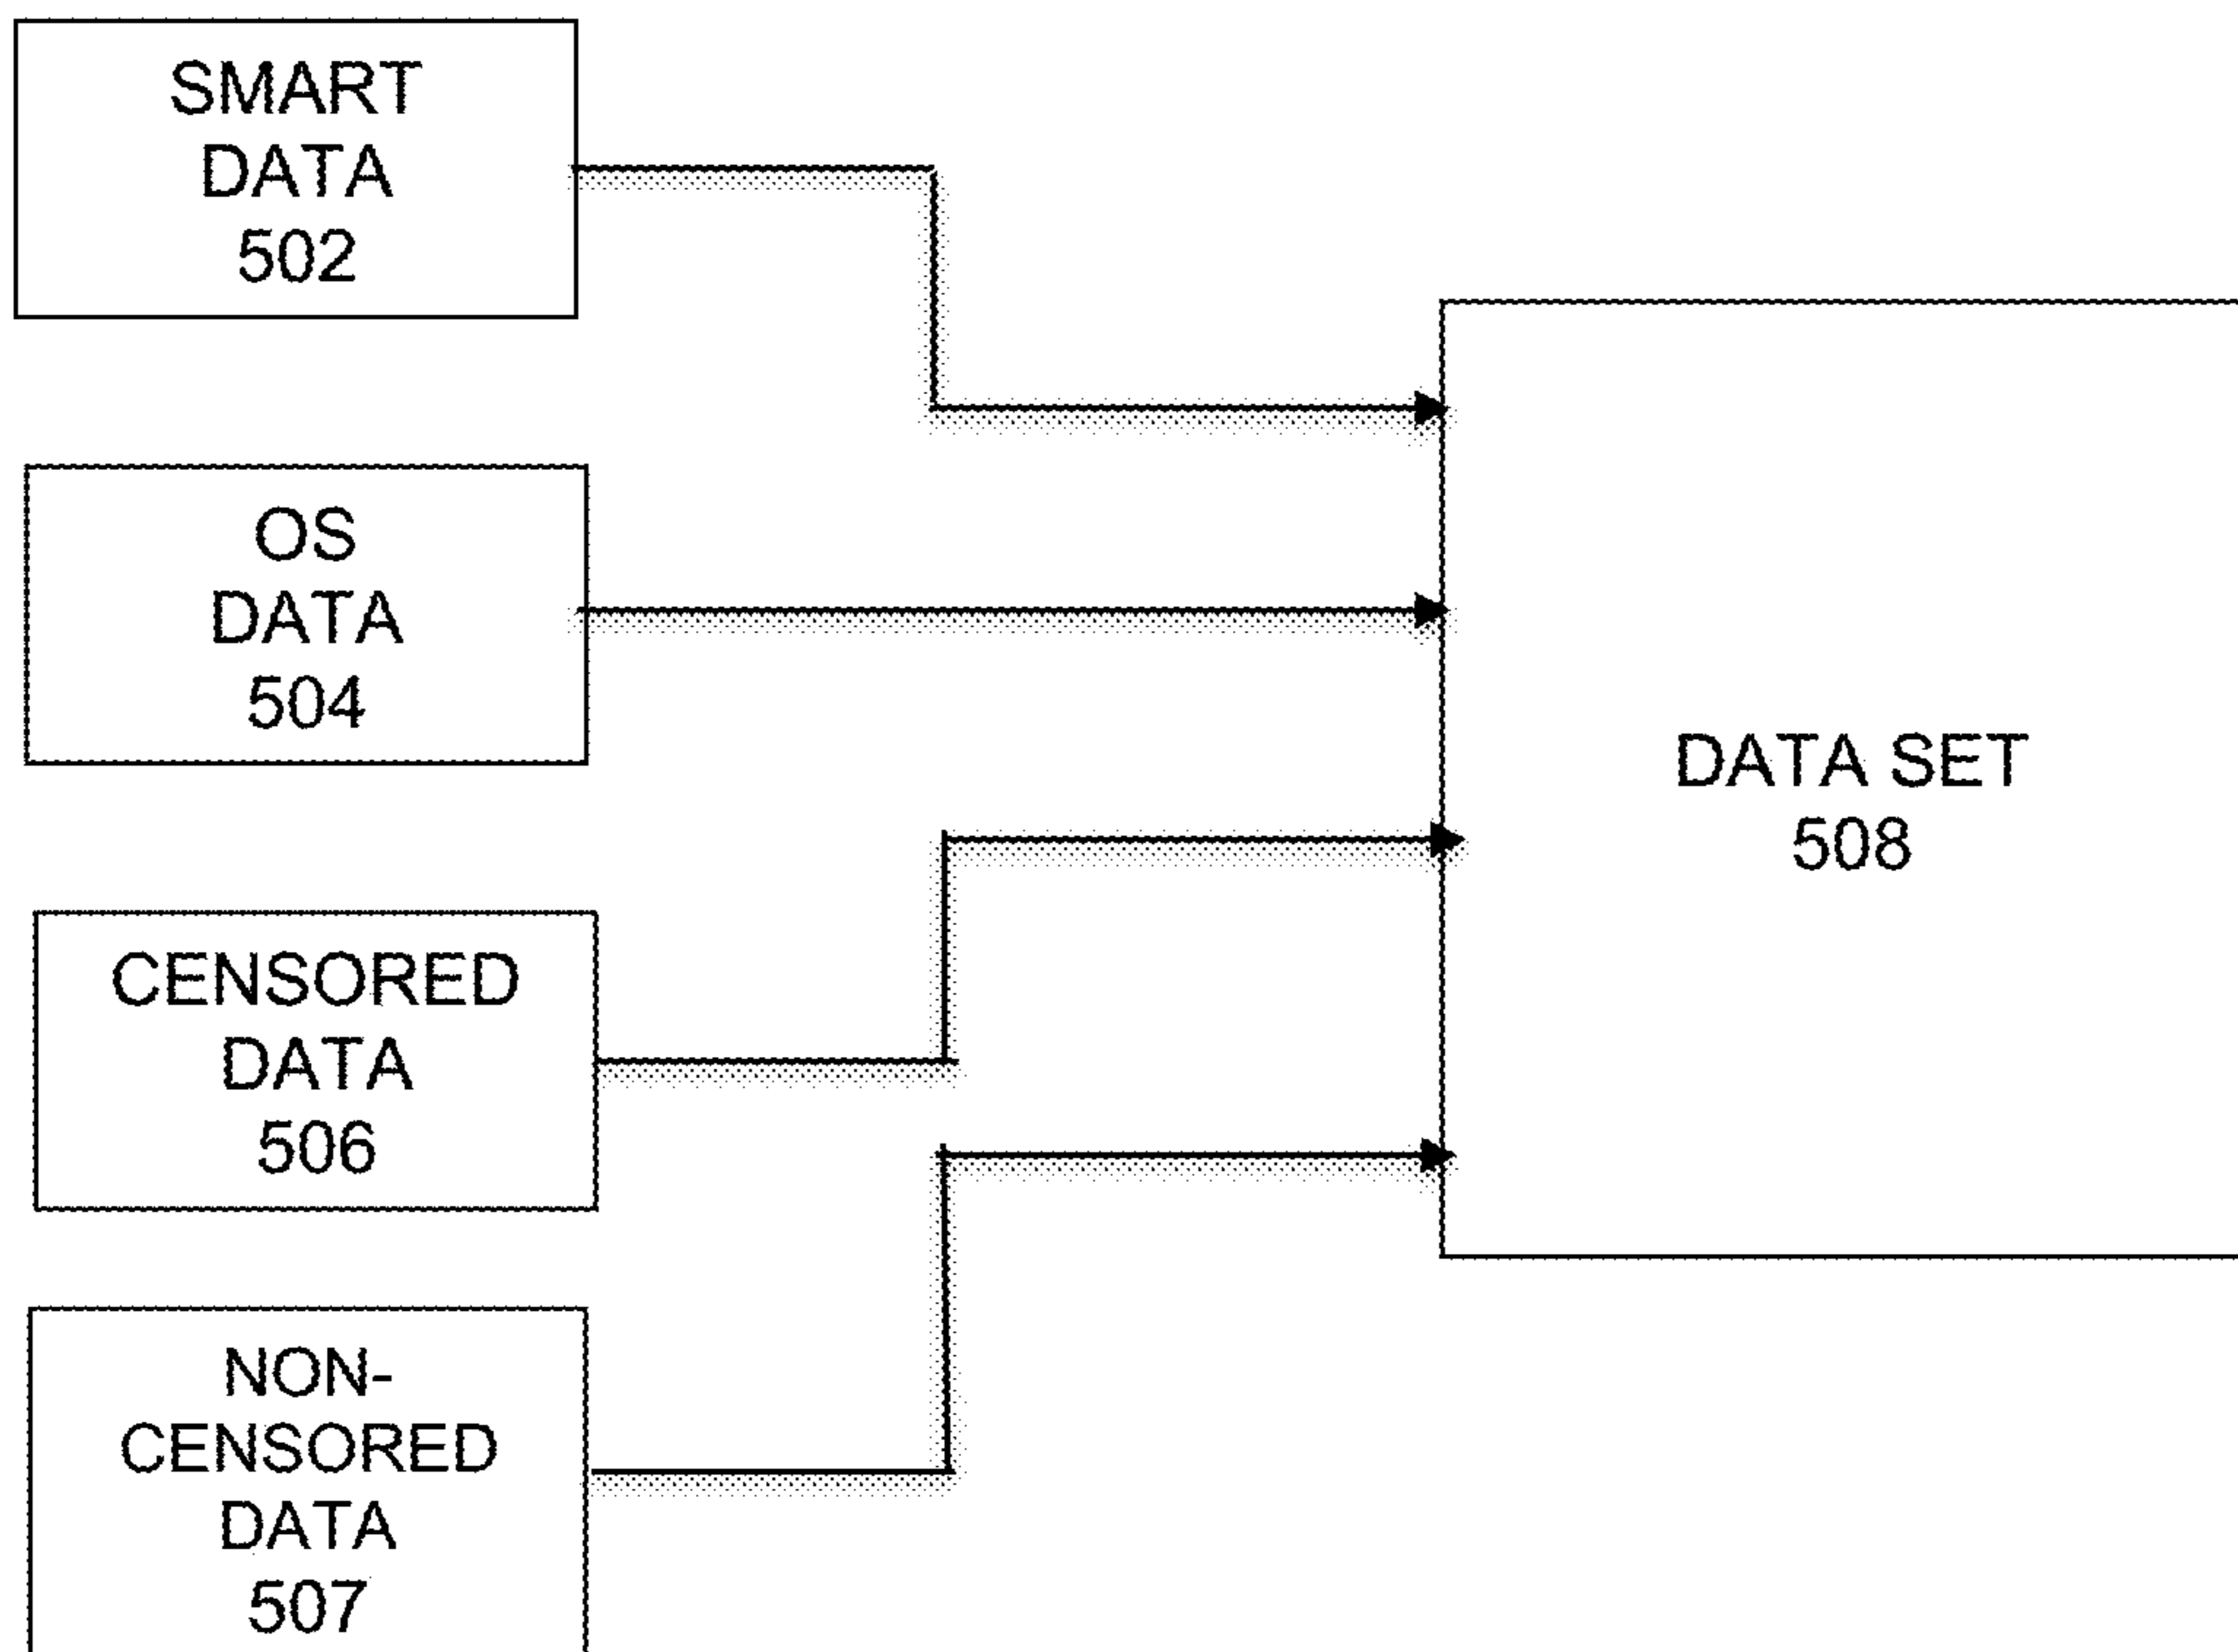 SMART
DATA
502
OS
DATA
504
CENSORED
DATA
506
NON-
CENSORED
DATA
507
DATA SET
508